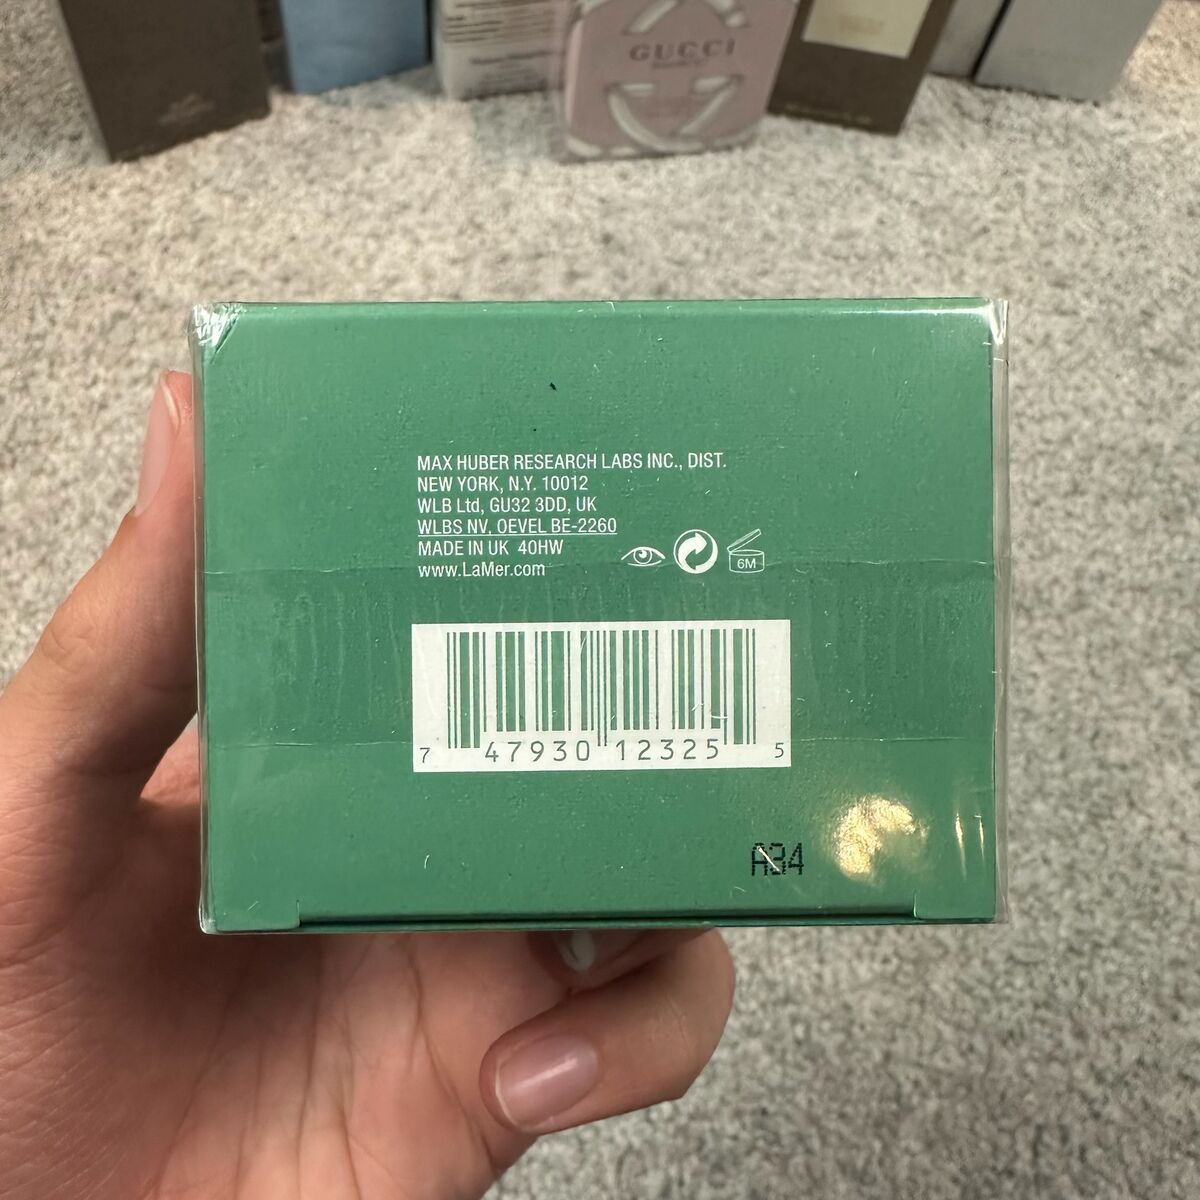 GUCCI
MAX HUBER RESEARCH LABS INC., DIST.
NEW YORK, N.Y. 10012
WLB Ltd, GU32 3DD, UK
WLBS NV, OEVEL BE-2260
MADE IN UK 40HW
www.LaMer.com
6M
7 47930 12325 5
A34